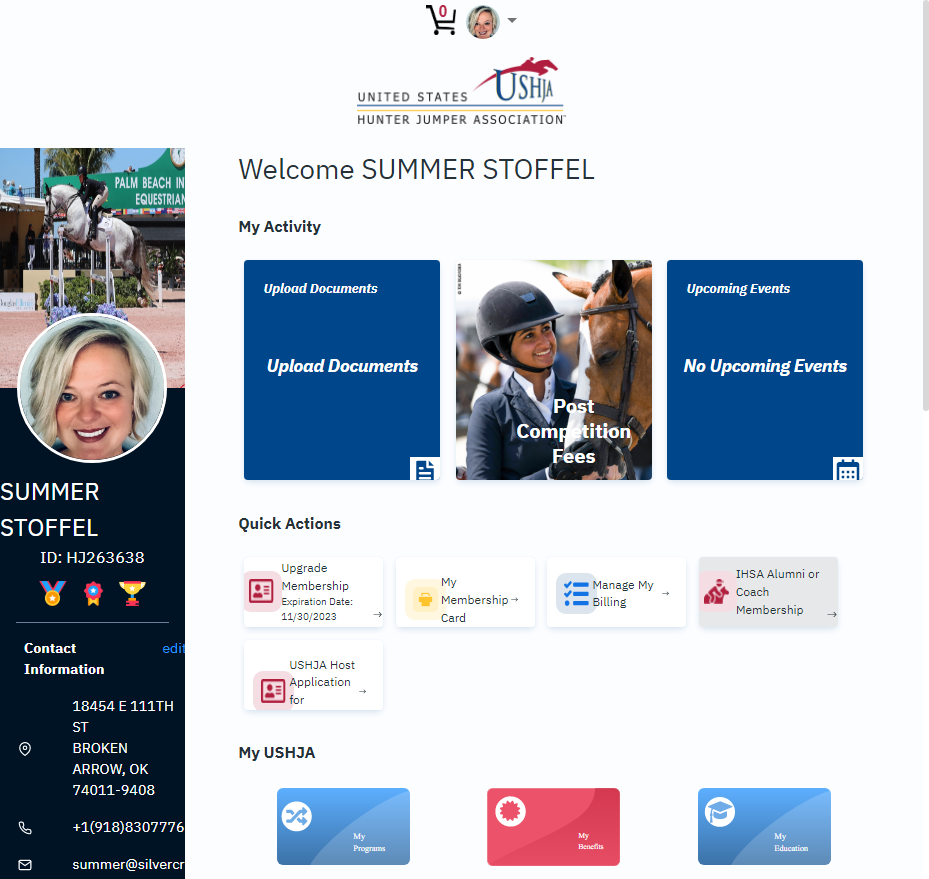 0
USHJA
UNITED STATES
HUNTER JUMPER ASSOCIATION
PALM BEACH IN
EQUESTRIAN
Welcome SUMMER STOFFEL
My Activity
Upload Documents
Upload Documents
Post
Competition
Fees
Upcoming Events
No Upcoming Events
SUMMER
STOFFEL
ID: HJ263638
Contact
Information
edit
18454 E 111TH
ST
BROKEN
ARROW, OK
74011-9408
+1(918)8307776
summer@silvercr
Quick Actions
Upgrade
Membership
Expiration Date:
11/30/2023
→
My
Membership→
Card
Manage My
Billing
→
IHSA Alumni or
Coach
Membership
→
USHJA Host
Application
for
→
My USHJA
My
Programs
My
Benefits
My
Education